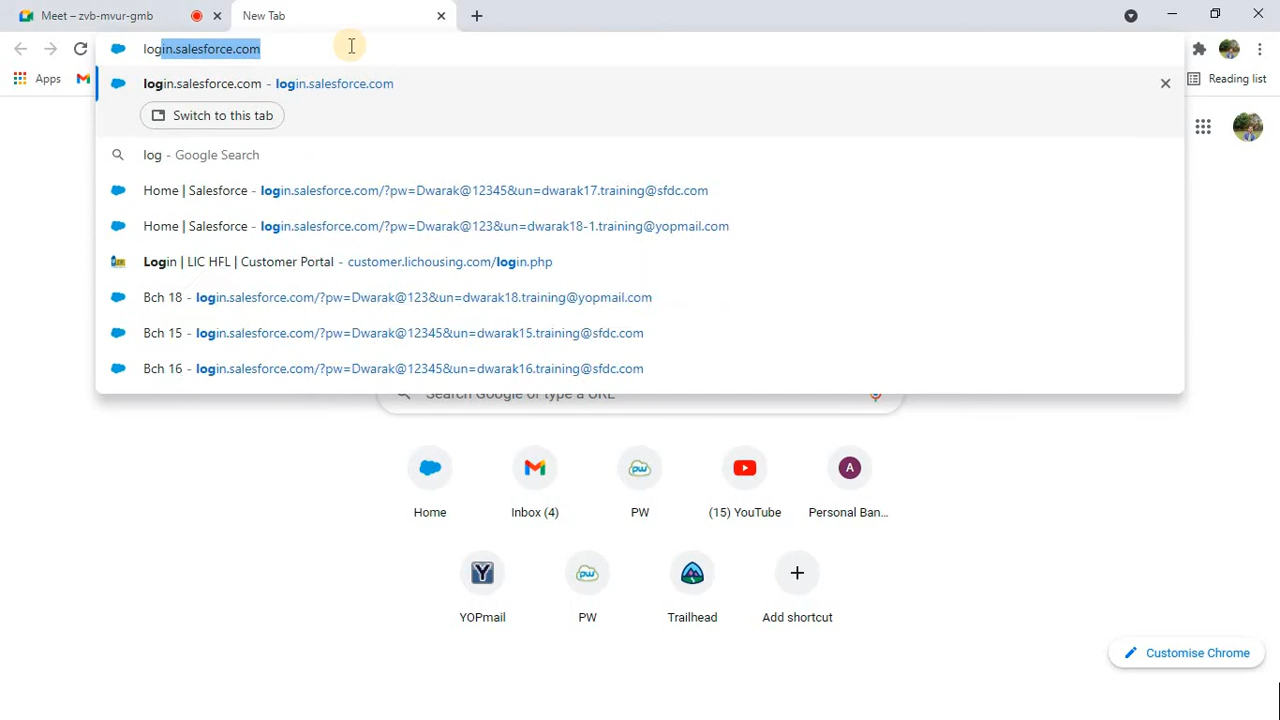 Meet – zvb-mvur-gmb
New Tab
login.salesforce.com
Apps
Reading list
login.salesforce.com - login.salesforce.com
Switch to this tab
log - Google Search
Home | Salesforce - login.salesforce.com/?pw=Dwarak@12345&un=dwarak17.training@sfdc.com
Home | Salesforce - login.salesforce.com/?pw=Dwarak@123&un=dwarak18-1.training@yopmail.com
Login | LIC HFL | Customer Portal - customer.lichousing.com/login.php
Bch 18 - login.salesforce.com/?pw=Dwarak@123&un=dwarak18.training@yopmail.com
Bch 15 - login.salesforce.com/?pw=Dwarak@12345&un=dwarak15.training@sfdc.com
Bch 16 - login.salesforce.com/?pw=Dwarak@12345&un=dwarak16.training@sfdc.com
Search Google or type a URL
pw
A
Home
Inbox (4)
PW
(15) YouTube
Personal Ban...
Y
pw
YOPmail
PW
Trailhead
Add shortcut
Customise Chrome